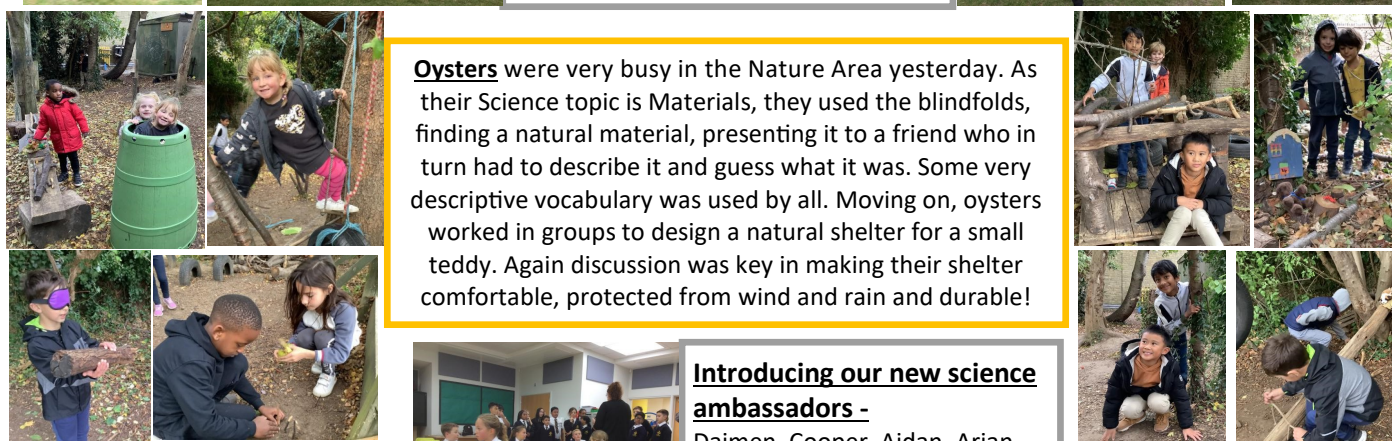 Oysters were very busy in the Nature Area yesterday. As
their Science topic is Materials, they used the blindfolds,
finding a natural material, presenting it to a friend who in
turn had to describe it and guess what it was. Some very
descriptive vocabulary was used by all. Moving on, oysters
worked in groups to design a natural shelter for a small
teddy. Again discussion was key in making their shelter
comfortable, protected from wind and rain and durable!
Introducing our new science
ambassadors -
Daimen, Cooper, Aidan, Arian